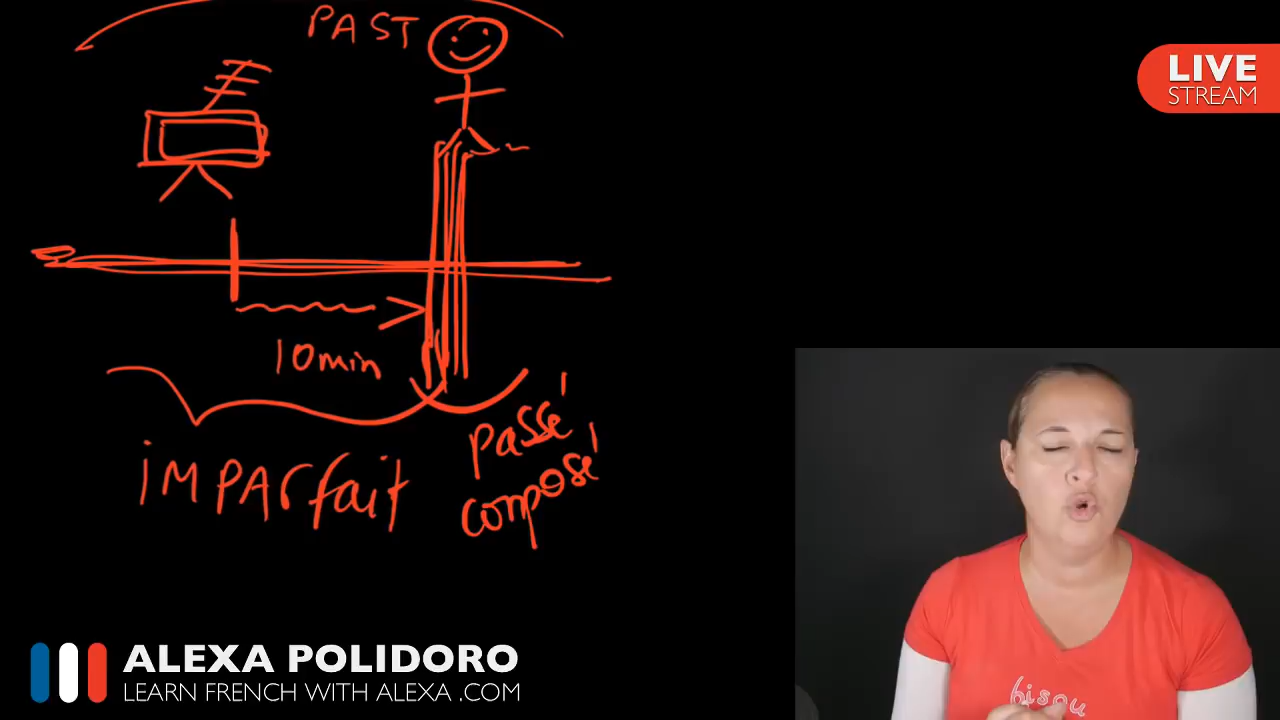 PAST
LIVE
STREAM
10min
passé
composé
iMPARfait
ALEXA POLIDORO
LEARN FRENCH WITH ALEXA .COM
bisou